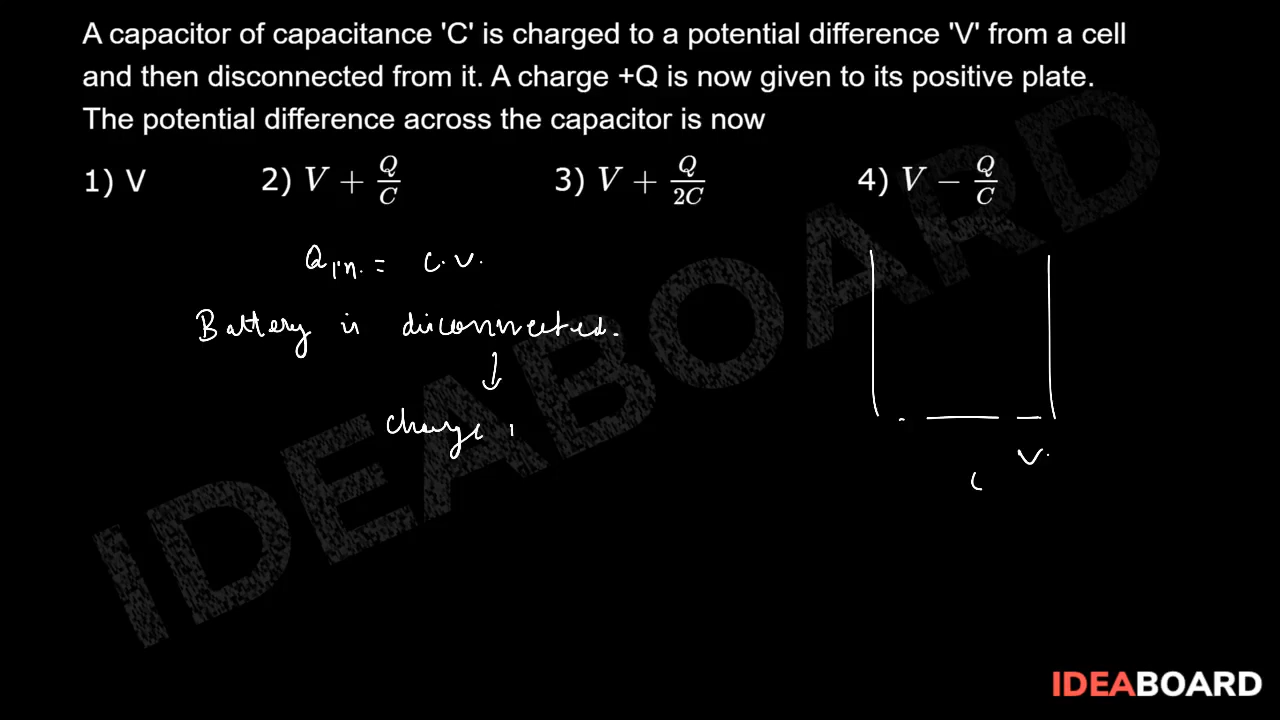 A capacitor of capacitance 'C' is charged to a potential difference 'V' from a cell
and then disconnected from it. A charge +Q is now given to its positive plate.
The potential difference across the capacitor is now
1) V 2) V + Q/C 3) V + Q/2C 4) V − Q/C
Qin. = C.V.
Battery is disconnected.
↓
Charge
V.
C
IDEABOARD
IDEABOARD